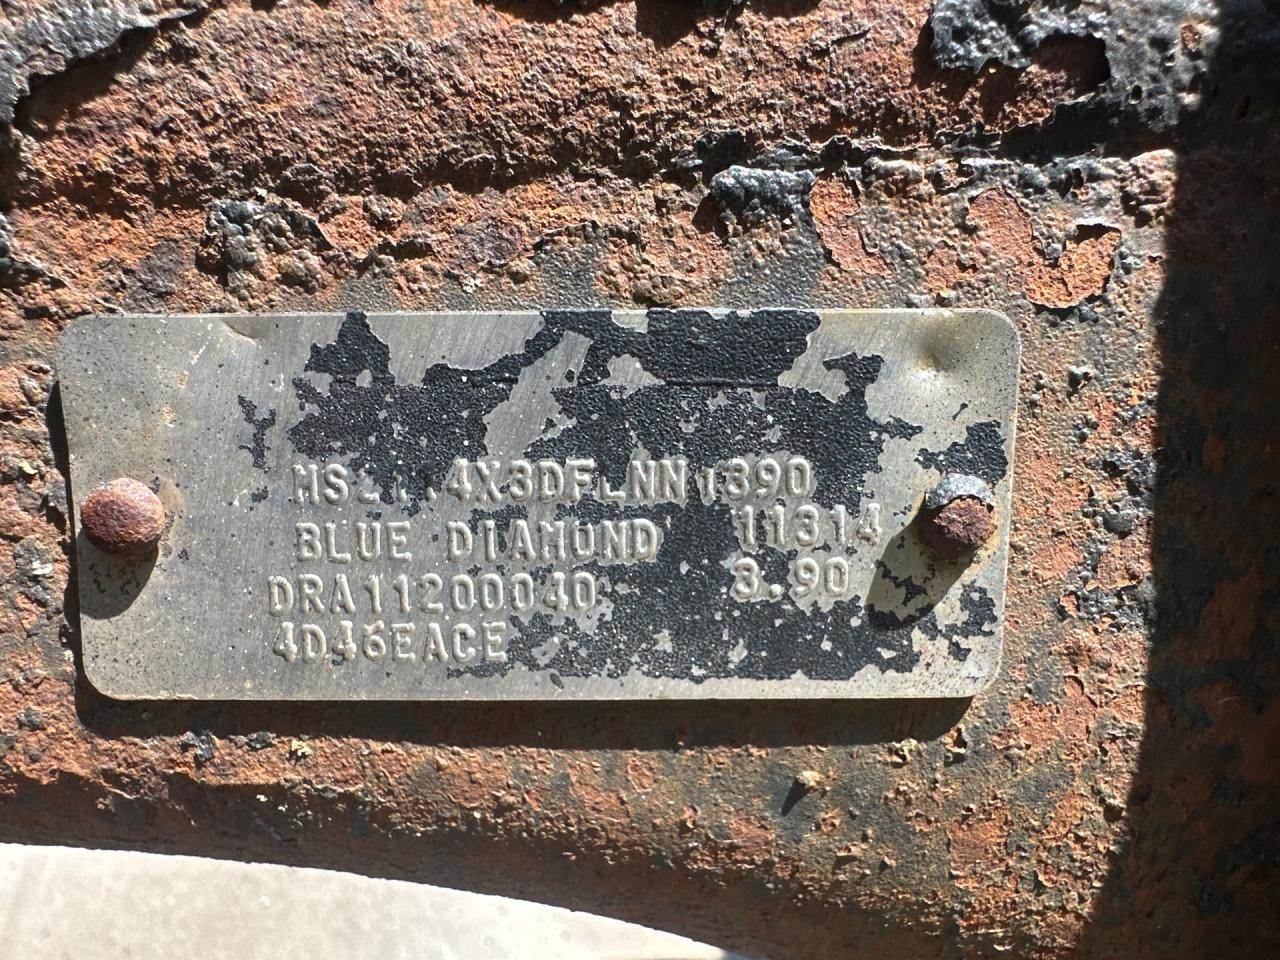 BLUE DIAMOND 11314
DRA11200040 3.90
4D46EACE